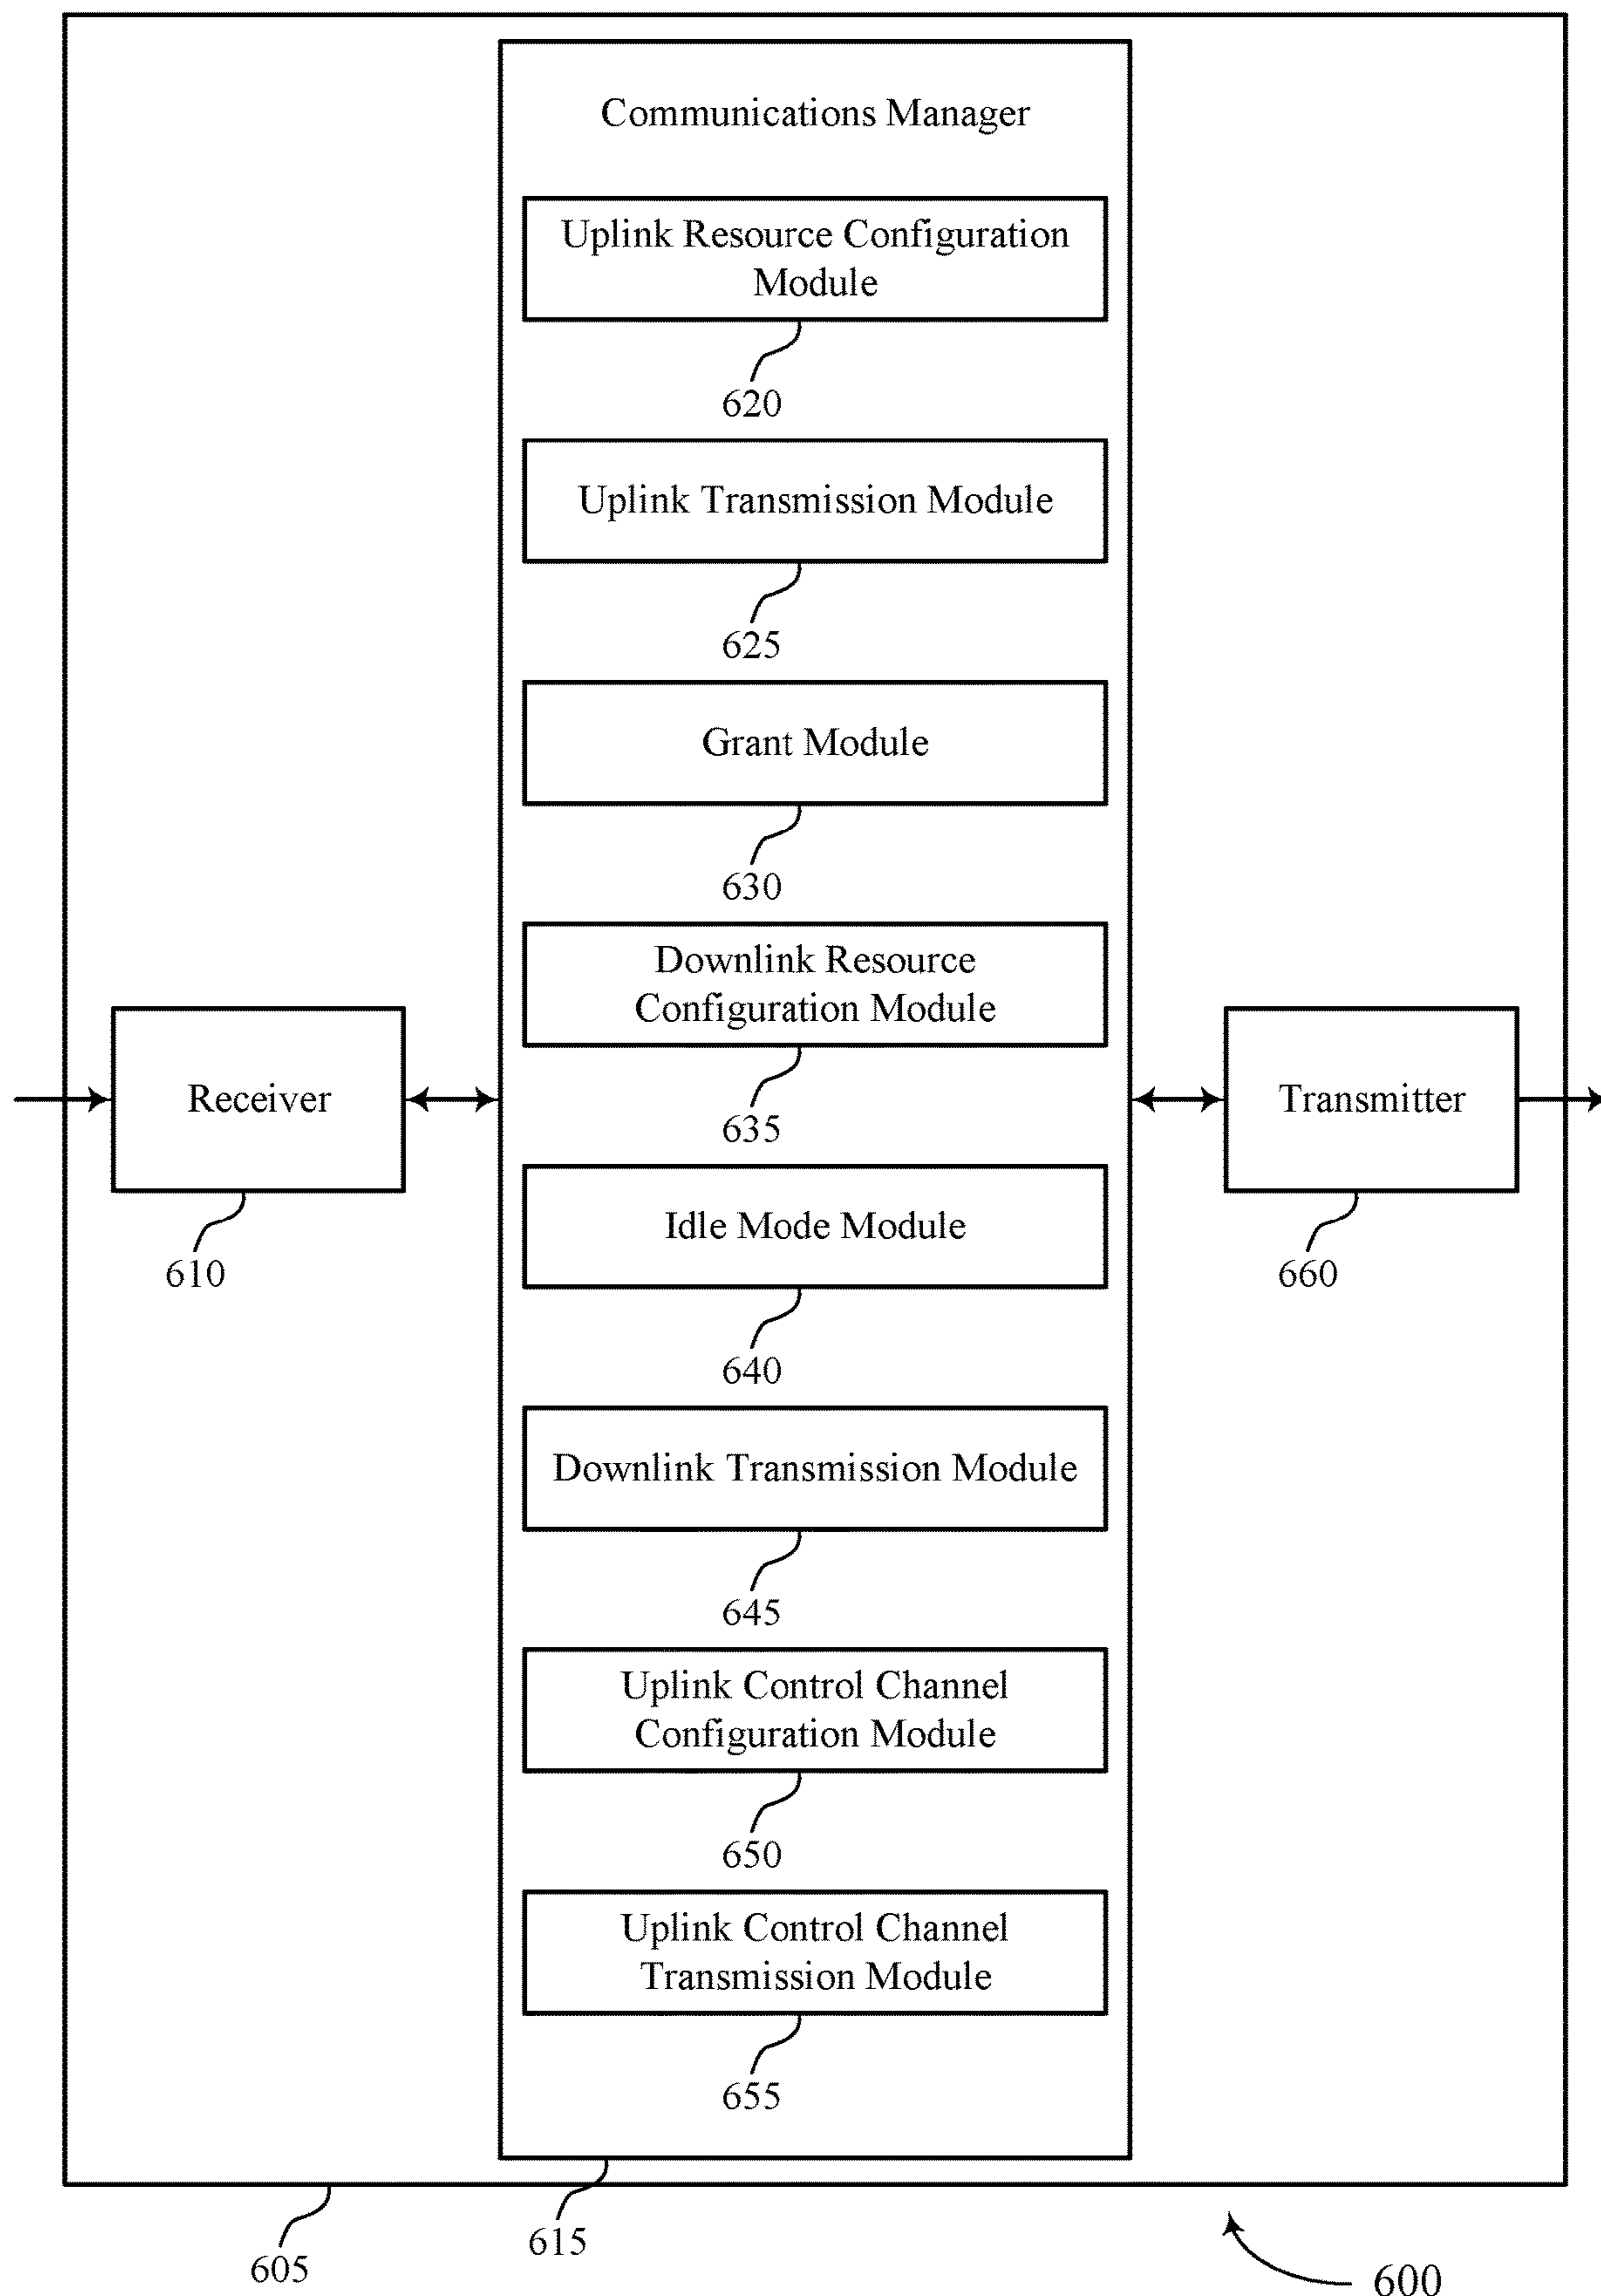 Communications Manager
Uplink Resource Configuration
Module
620
Uplink Transmission Module
625
Grant Module
630
Downlink Resource
Configuration Module
635
Receiver
610
Transmitter
660
Idle Mode Module
640
Downlink Transmission Module
645
Uplink Control Channel
Configuration Module
650
Uplink Control Channel
Transmission Module
655
615
605
600